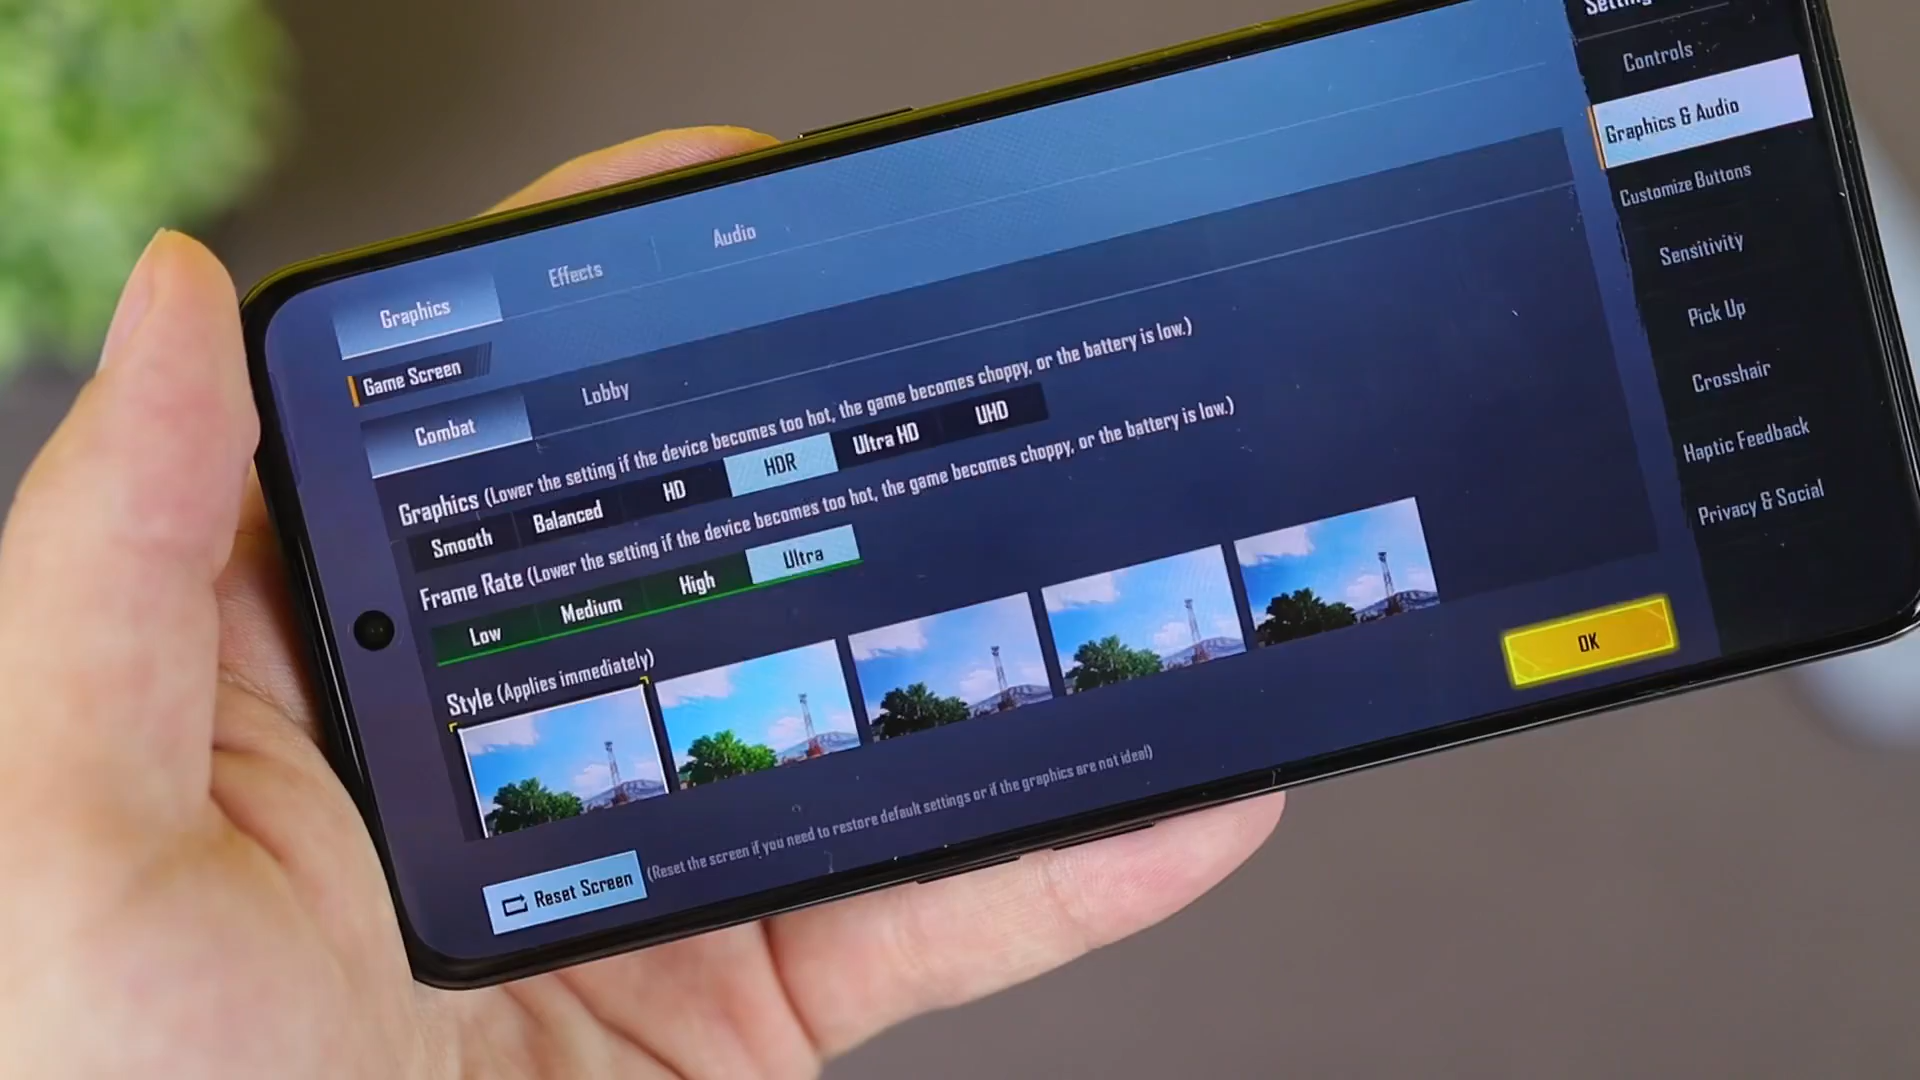 Graphics
Effects
Audio
Game Screen
Combat
Lobby
Graphics (Lower the setting if the device becomes too hot, the game becomes choppy, or the battery is low.)
Smooth
Balanced
HD
HDR
Ultra HD
UHD
Frame Rate (Lower the setting if the device becomes too hot, the game becomes choppy, or the battery is low.)
Low
Medium
High
Ultra
Style (Applies immediately)
Reset Screen
(Reset the screen if you need to restore default settings or if the graphics are not ideal)
OK
Controls
Graphics & Audio
Customize Buttons
Sensitivity
Pick Up
Crosshair
Haptic Feedback
Privacy & Social